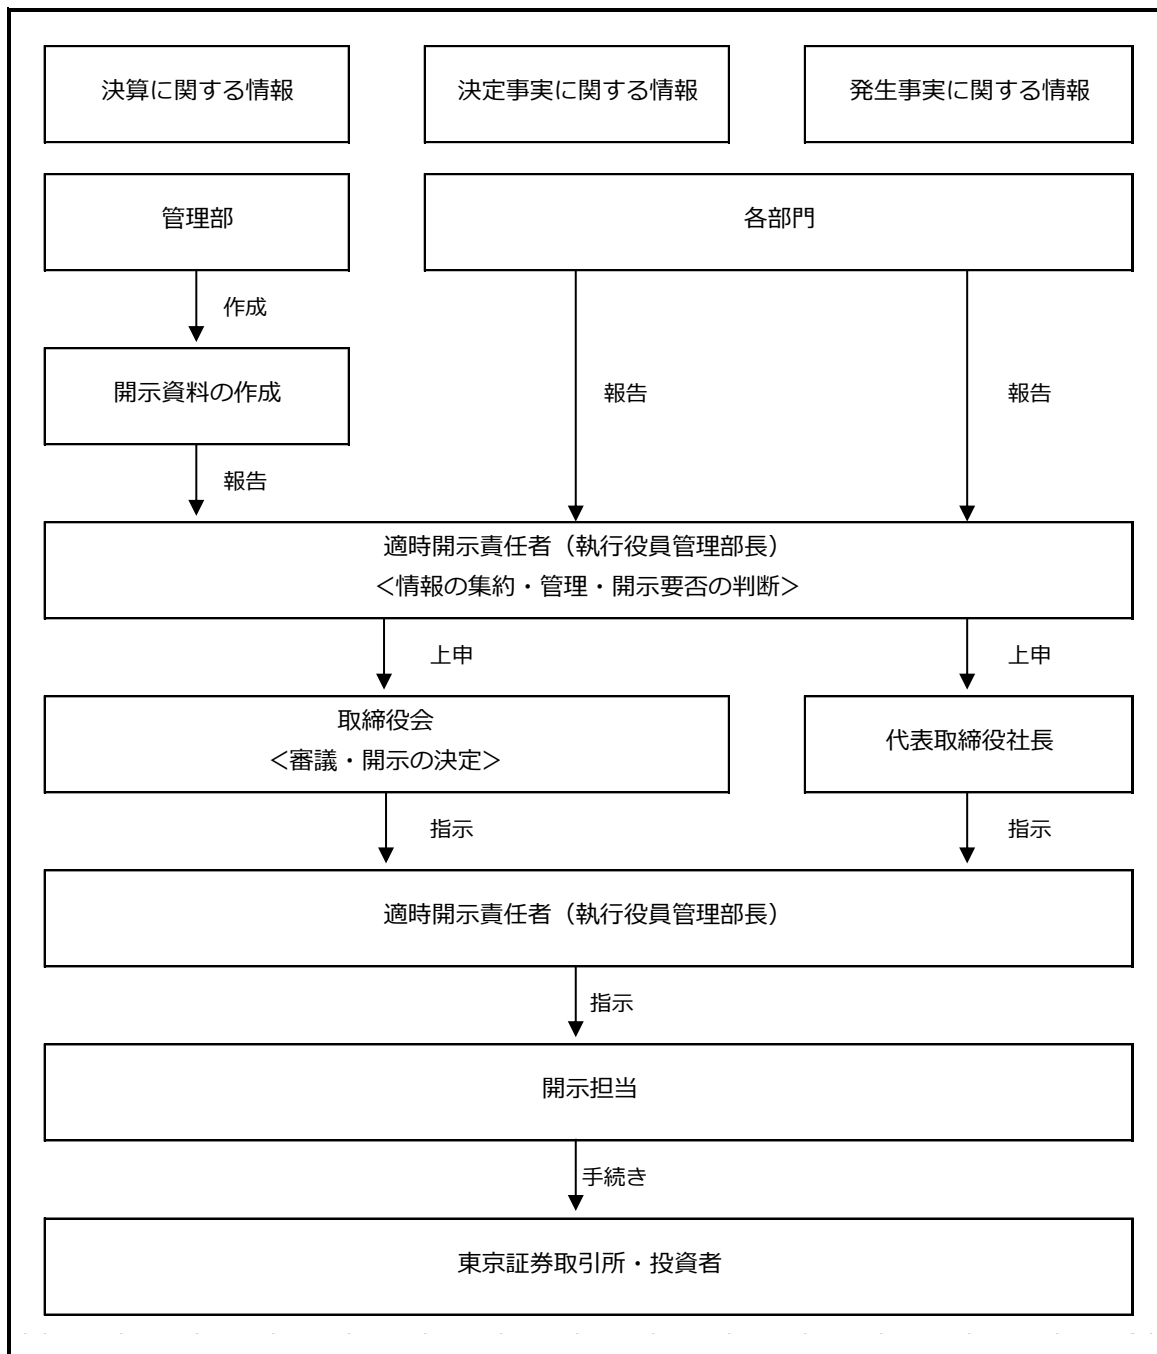 決算に関する情報
決定事実に関する情報
発生事実に関する情報
管理部
各部門
作成
開示資料の作成
報告
報告
報告
適時開示責任者（執行役員管理部長）
＜情報の集約・管理・開示要否の判断＞
上申
上申
取締役会
＜審議・開示の決定＞
代表取締役社長
指示
指示
適時開示責任者（執行役員管理部長）
指示
開示担当
手続き
東京証券取引所・投資者